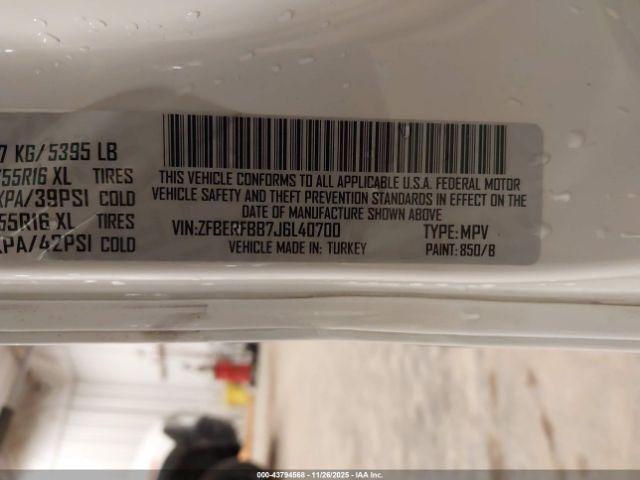 7 KG/5395 LB
55R16 XL TIRES
KPA/39PSI COLD
55R16 XL TIRES
KPA/42PSI COLD
THIS VEHICLE CONFORMS TO ALL APPLICABLE U.S.A. FEDERAL MOTOR
VEHICLE SAFETY AND THEFT PREVENTION STANDARDS IN EFFECT ON THE
DATE OF MANUFACTURE SHOWN ABOVE
VIN:ZFBERFBB7J6L40700 TYPE: MPV
VEHICLE MADE IN: TURKEY PAINT: 850/B
000-43794568 - 11/26/2025 - IAA Inc.